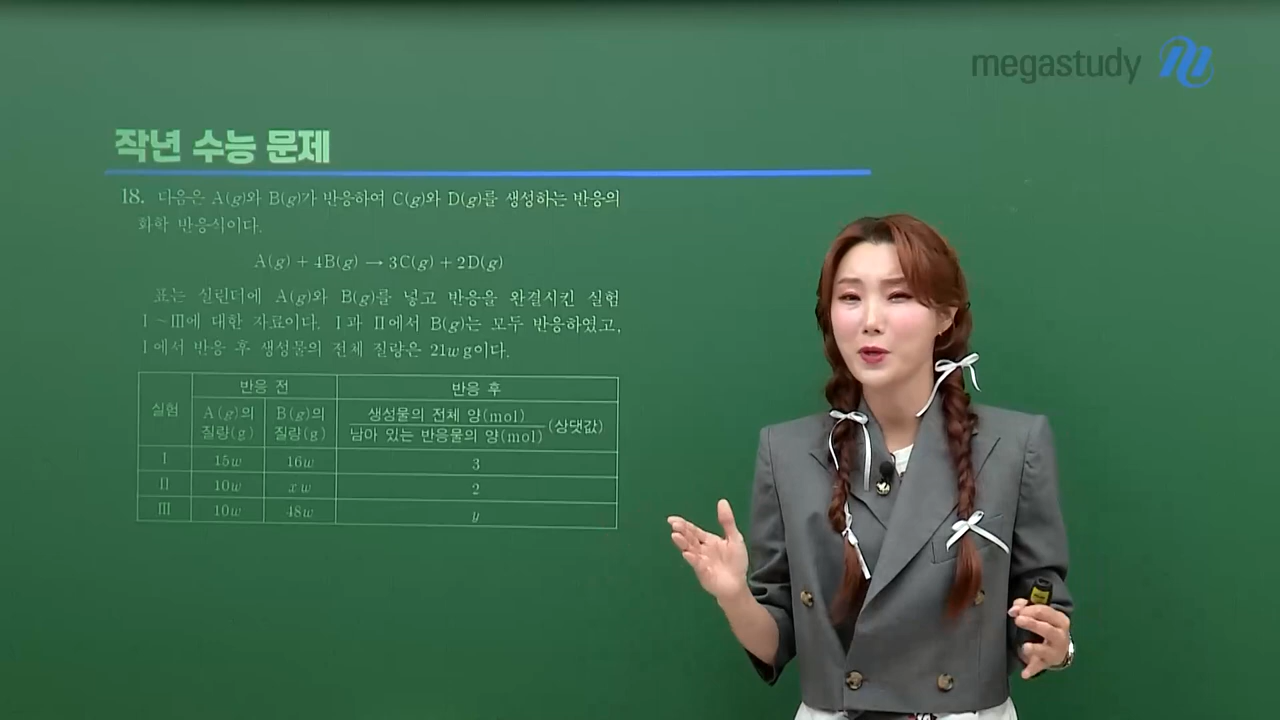 megastudy
작년 수능 문제
18. 다음은 A(g)와 B(g)가 반응하여 C(g)와 D(g)를 생성하는 반응의
화학 반응식이다.
A(g) + 4B(g) → 3C(g) + 2D(g)
표는 실린더에 A(g)와 B(g)를 넣고 반응을 완결시킨 실험
Ⅰ~Ⅲ에 대한 자료이다. Ⅰ과 Ⅱ에서 B(g)는 모두 반응하였고,
Ⅰ에서 반응 후 생성물의 전체 질량은 21w g이다.
실험 반응 전 반응 후
A(g)의 질량(g) B(g)의 질량(g) 생성물의 전체 양(mol) / 남아 있는 반응물의 양(mol) (상댓값)
Ⅰ 15w 16w 3
Ⅱ 10w xw 2
Ⅲ 10w 48w y